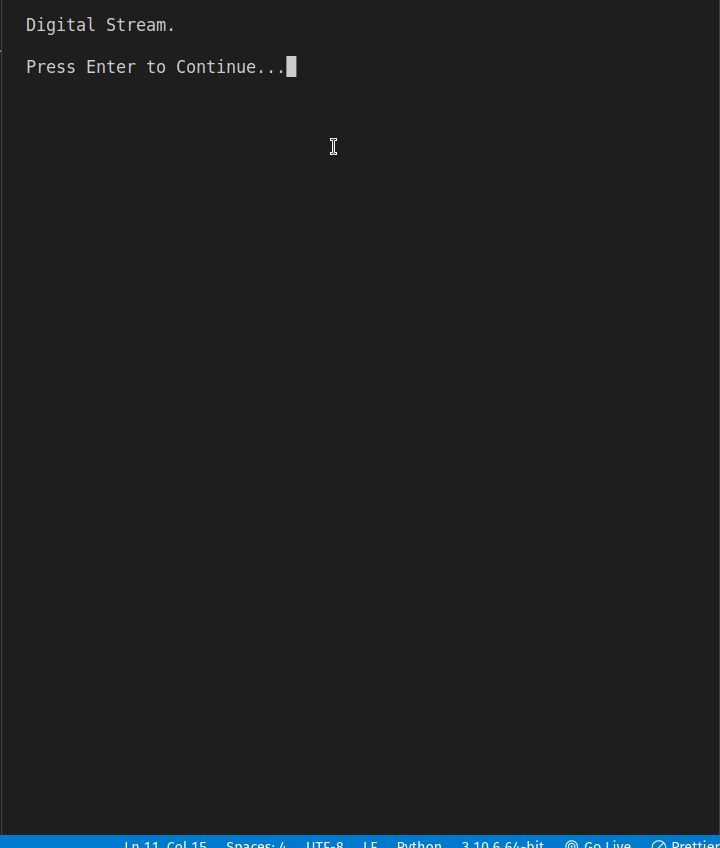 Digital Stream.
Press Enter to Continue...
Ln 11, Col 15 Spaces: 4 UTF-8 LF Python 3.10.6 64-bit Go Live Prettier